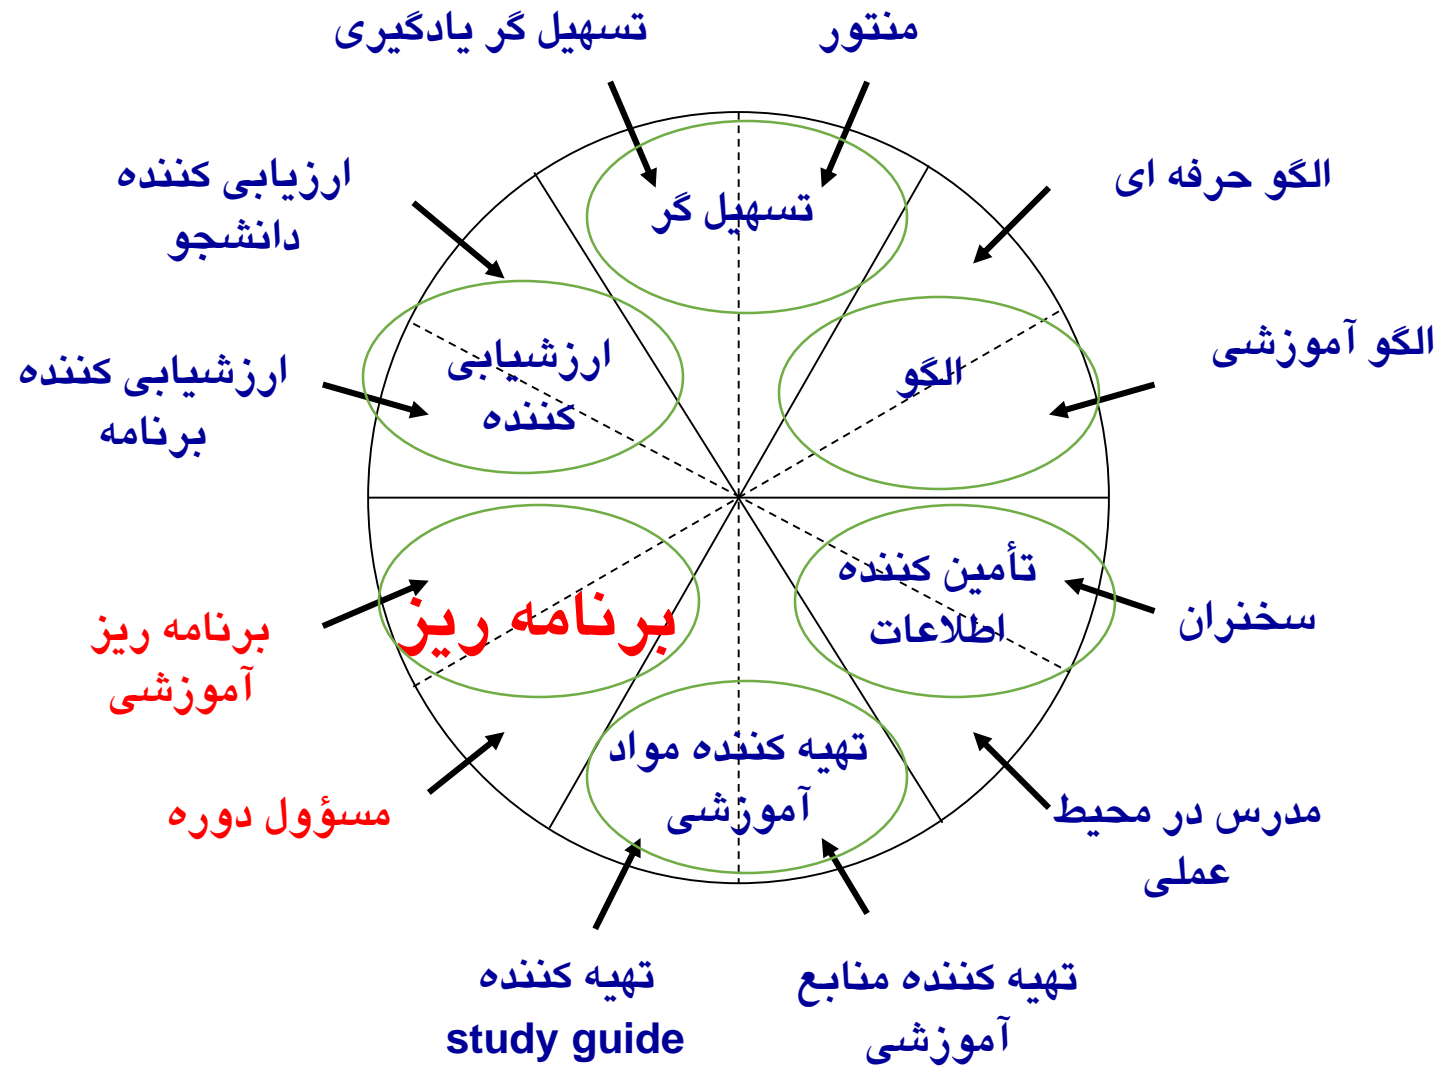 منتور
تسهیل گر یادگیری
الگو حرفه ای
ارزیابی کننده
دانشجو
تسهیل گر
الگو آموزشی
ارزشیابی کننده
برنامه
ارزشیابی
کننده
الگو
تأمین کننده
اطلاعات
سخنران
برنامه ریز
برنامه ریز
آموزشی
تهیه کننده مواد
آموزشی
مدرس در محیط
عملی
مسؤول دوره
تهیه کننده منابع
آموزشی
تهیه کننده
study guide